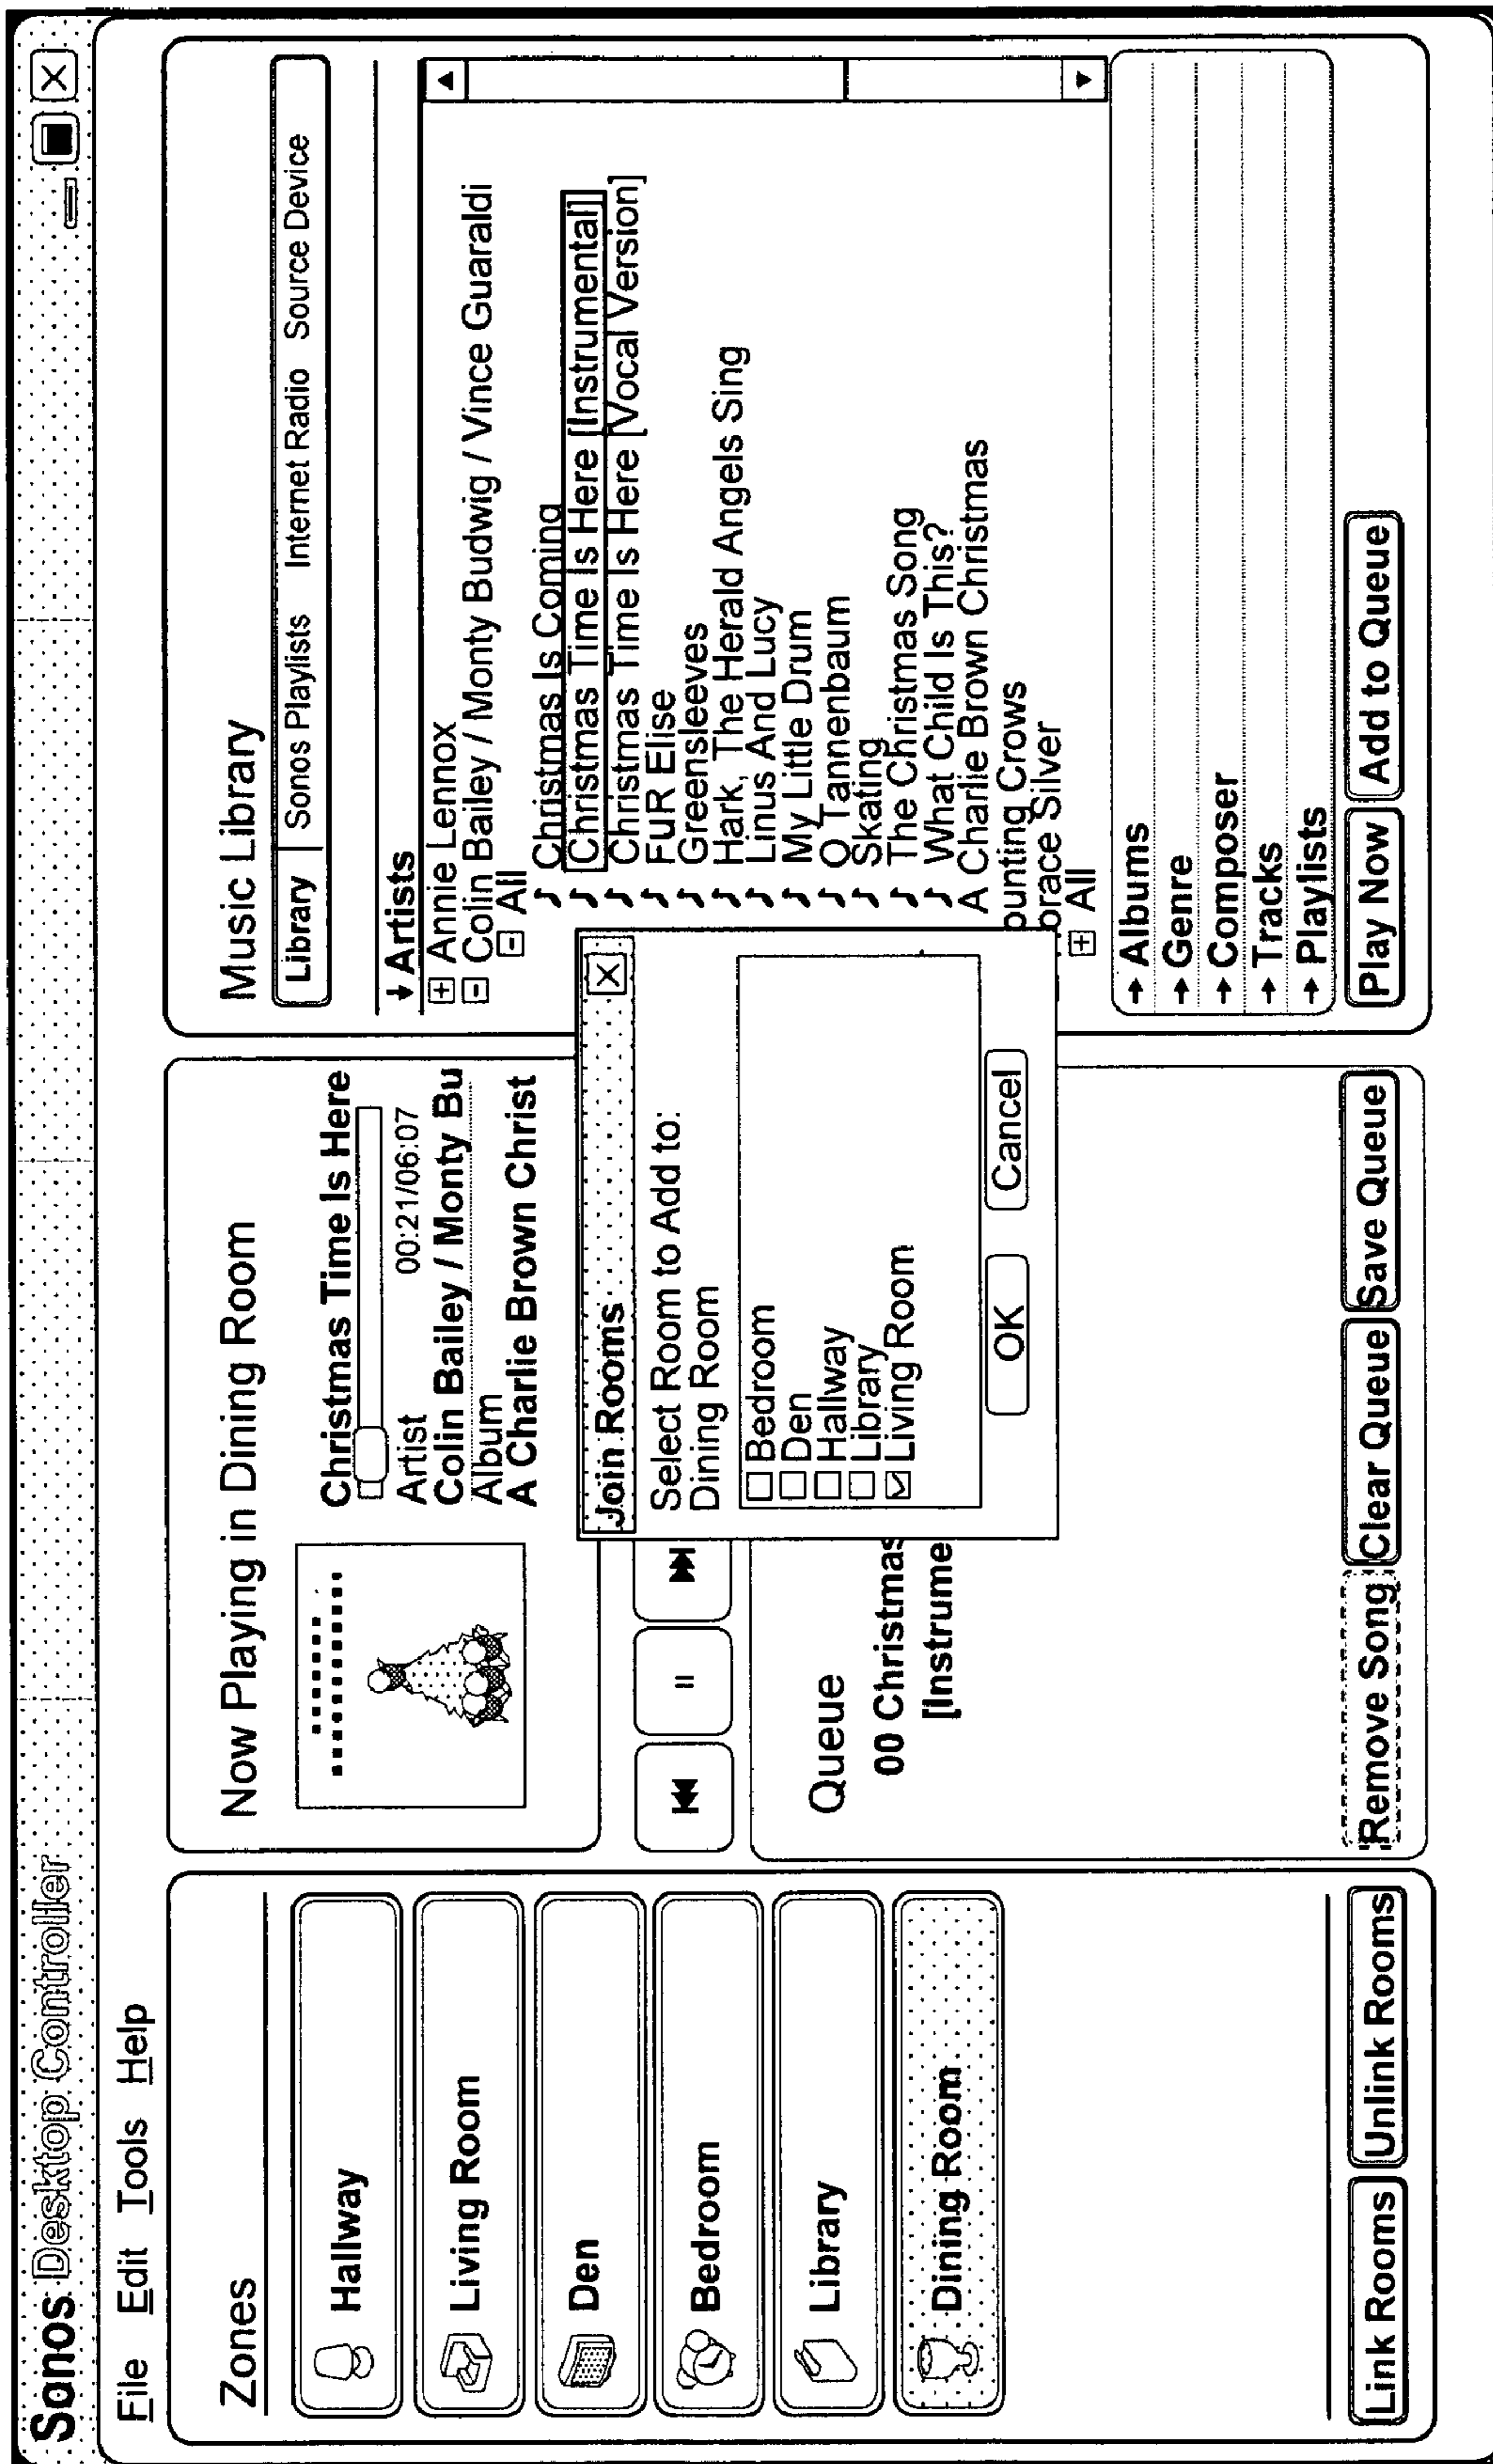 Sonos Desktop Controller
File Edit Tools Help
Zones
Hallway
Living Room
Den
Bedroom
Library
Dining Room
Link Rooms Unlink Rooms
Now Playing in Dining Room
Christmas Time Is Here
00:21/06:07
Artist
Colin Bailey / Monty Bu
Album
A Charlie Brown Christ
Queue
00 Christmas
[Instrume
Remove Song Clear Queue Save Queue
Join Rooms
Select Room to Add to:
Dining Room
Bedroom
Den
Hallway
Library
Living Room
OK Cancel
Music Library
Library Sonos Playlists Internet Radio Source Device
Artists
Annie Lennox
Colin Bailey / Monty Budwig / Vince Guaraldi
All
Christmas Is Coming
[Christmas Time Is Here [Instrumental]]
Christmas Time Is Here [Vocal Version]
FuR Elise
Greensleeves
Hark, The Herald Angels Sing
Linus And Lucy
My Little Drum
O Tannenbaum
Skating
The Christmas Song
What Child Is This?
A Charlie Brown Christmas
ounting Crows
orace Silver
All
Albums
Genre
Composer
Tracks
Playlists
Play Now Add to Queue